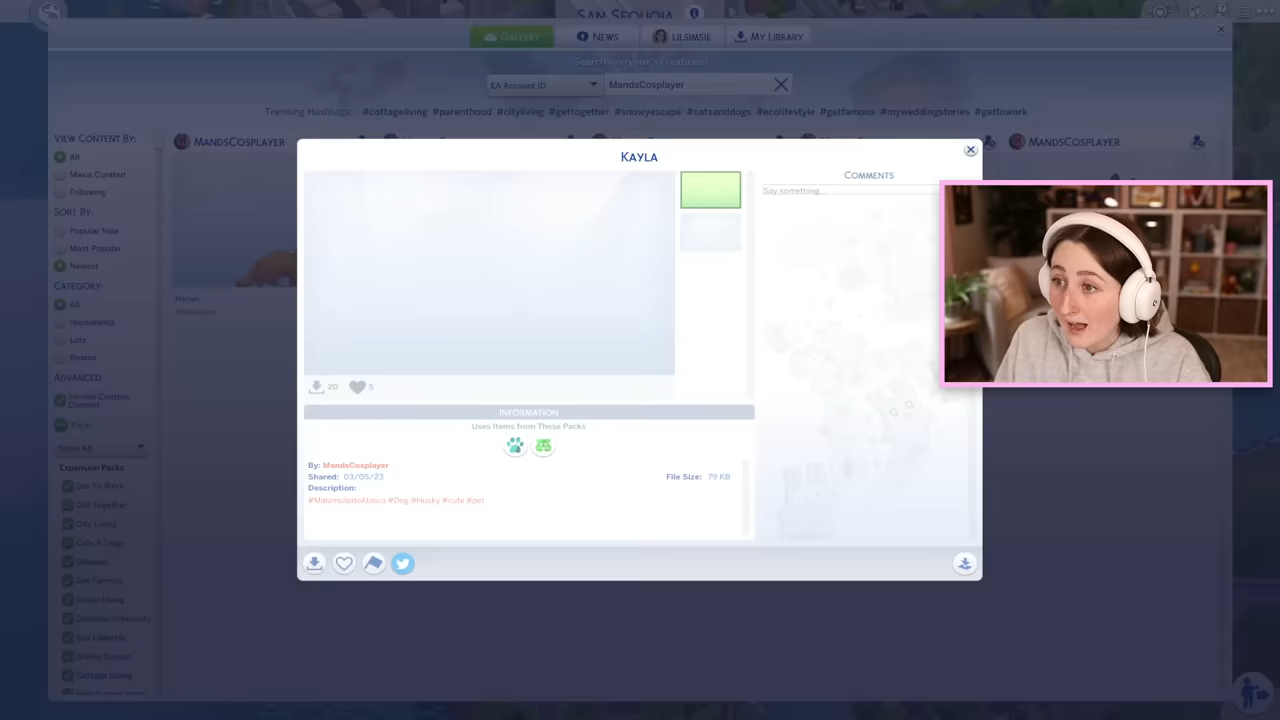 SAN SEQUOIA
GALLERY
NEWS
LILSIMSIE
MY LIBRARY
Search everyone's creations!
EA Account ID
MandsCosplayer
Trending Hashtags: #cottageliving #parenthood #cityliving #gettogether #snowyescape #catsanddogs #ecolifestyle #getfamous #myweddingstories #gettowork
VIEW CONTENT BY:
All
Maxis Curated
Following
SORT BY:
Popular Now
Most Popular
Newest
CATEGORY:
All
Households
Lots
Rooms
ADVANCED:
Include Custom
Content
Packs
Expansion Packs
Get To Work
Get Together
City Living
Cats & Dogs
Seasons
Get Famous
Island Living
Discover University
Eco Lifestyle
Snowy Escape
Cottage Living
MANDSCOSPLAYER
MANDSCOSPLAYER
KAYLA
20
5
INFORMATION
Uses Items from These Packs
By: MandsCosplayer
Shared: 03/05/23
File Size: 79 KB
Description:
#MalamutedoAlasca #Dog #Husky #cute #pet
COMMENTS
Say something...